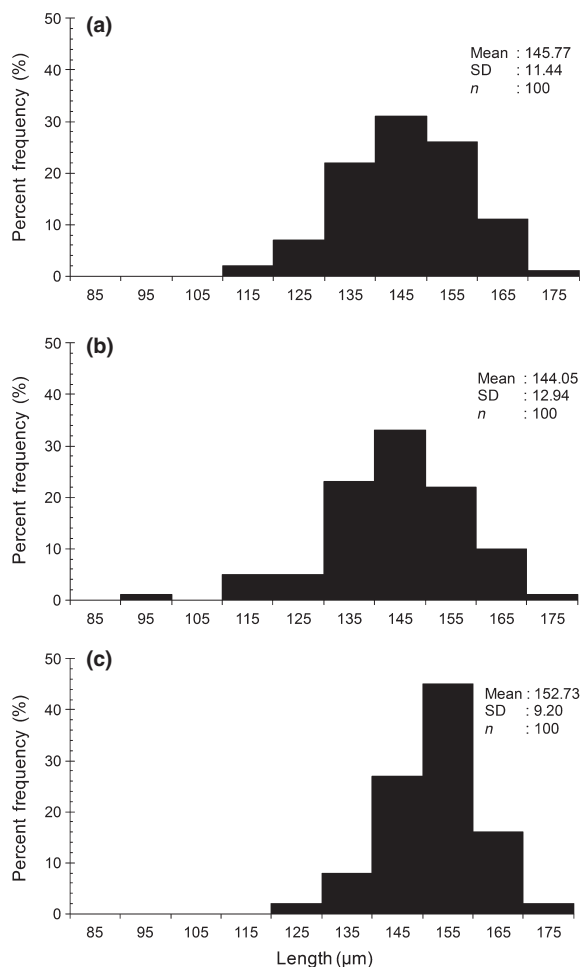 (a)
50
40
30
20
10
0
Percent frequency (%)
Mean : 145.77
SD : 11.44
n : 100
85 95 105 115 125 135 145 155 165 175
(b)
50
40
30
20
10
0
Percent frequency (%)
Mean : 144.05
SD : 12.94
n : 100
85 95 105 115 125 135 145 155 165 175
(c)
50
40
30
20
10
0
Percent frequency (%)
Mean : 152.73
SD : 9.20
n : 100
85 95 105 115 125 135 145 155 165 175
Length (µm)